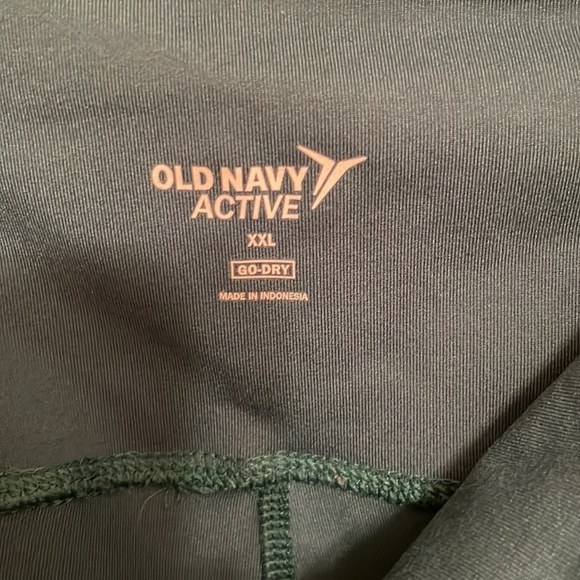 OLD NAVY
ACTIVE
XXL
GO-DRY
MADE IN INDONESIA